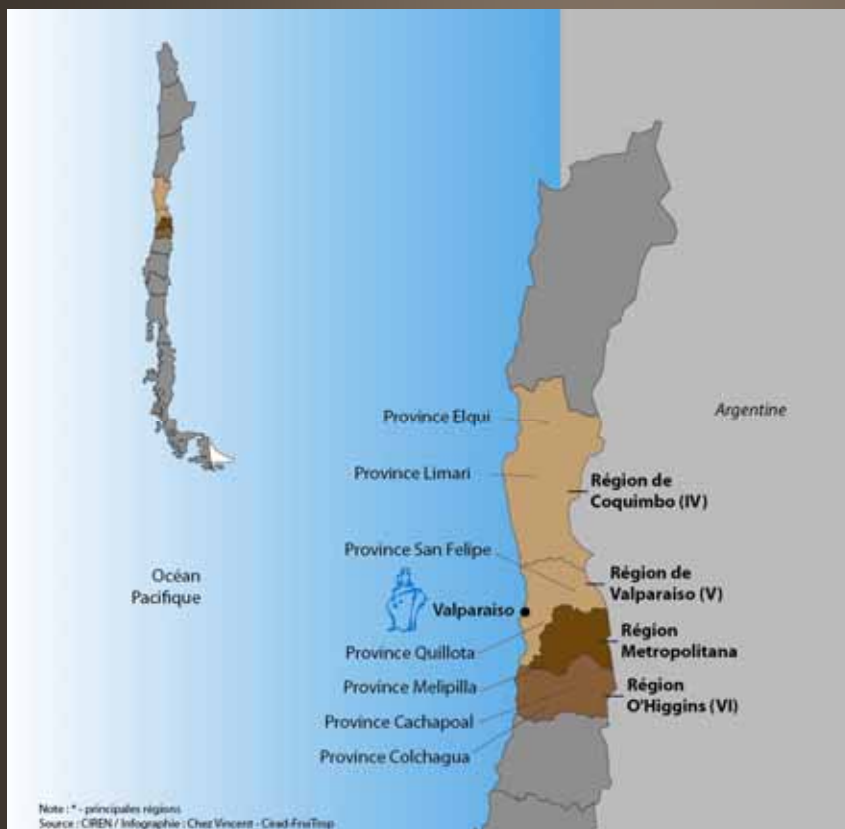 Province Elqui
Argentine
Province Limari
Région de
Coquimbo (IV)
Province San Felipe
Région de
Valparaiso (V)
Océan
Pacifique
Valparaiso
Région
Metropolitana
Province Quillota
Province Melipilla
Région
O'Higgins (VI)
Province Cachapoal
Province Colchagua
Note : * - principales régions
Source : CIREN / Infographie : Chez Vincent - Cirad-FruiTrop